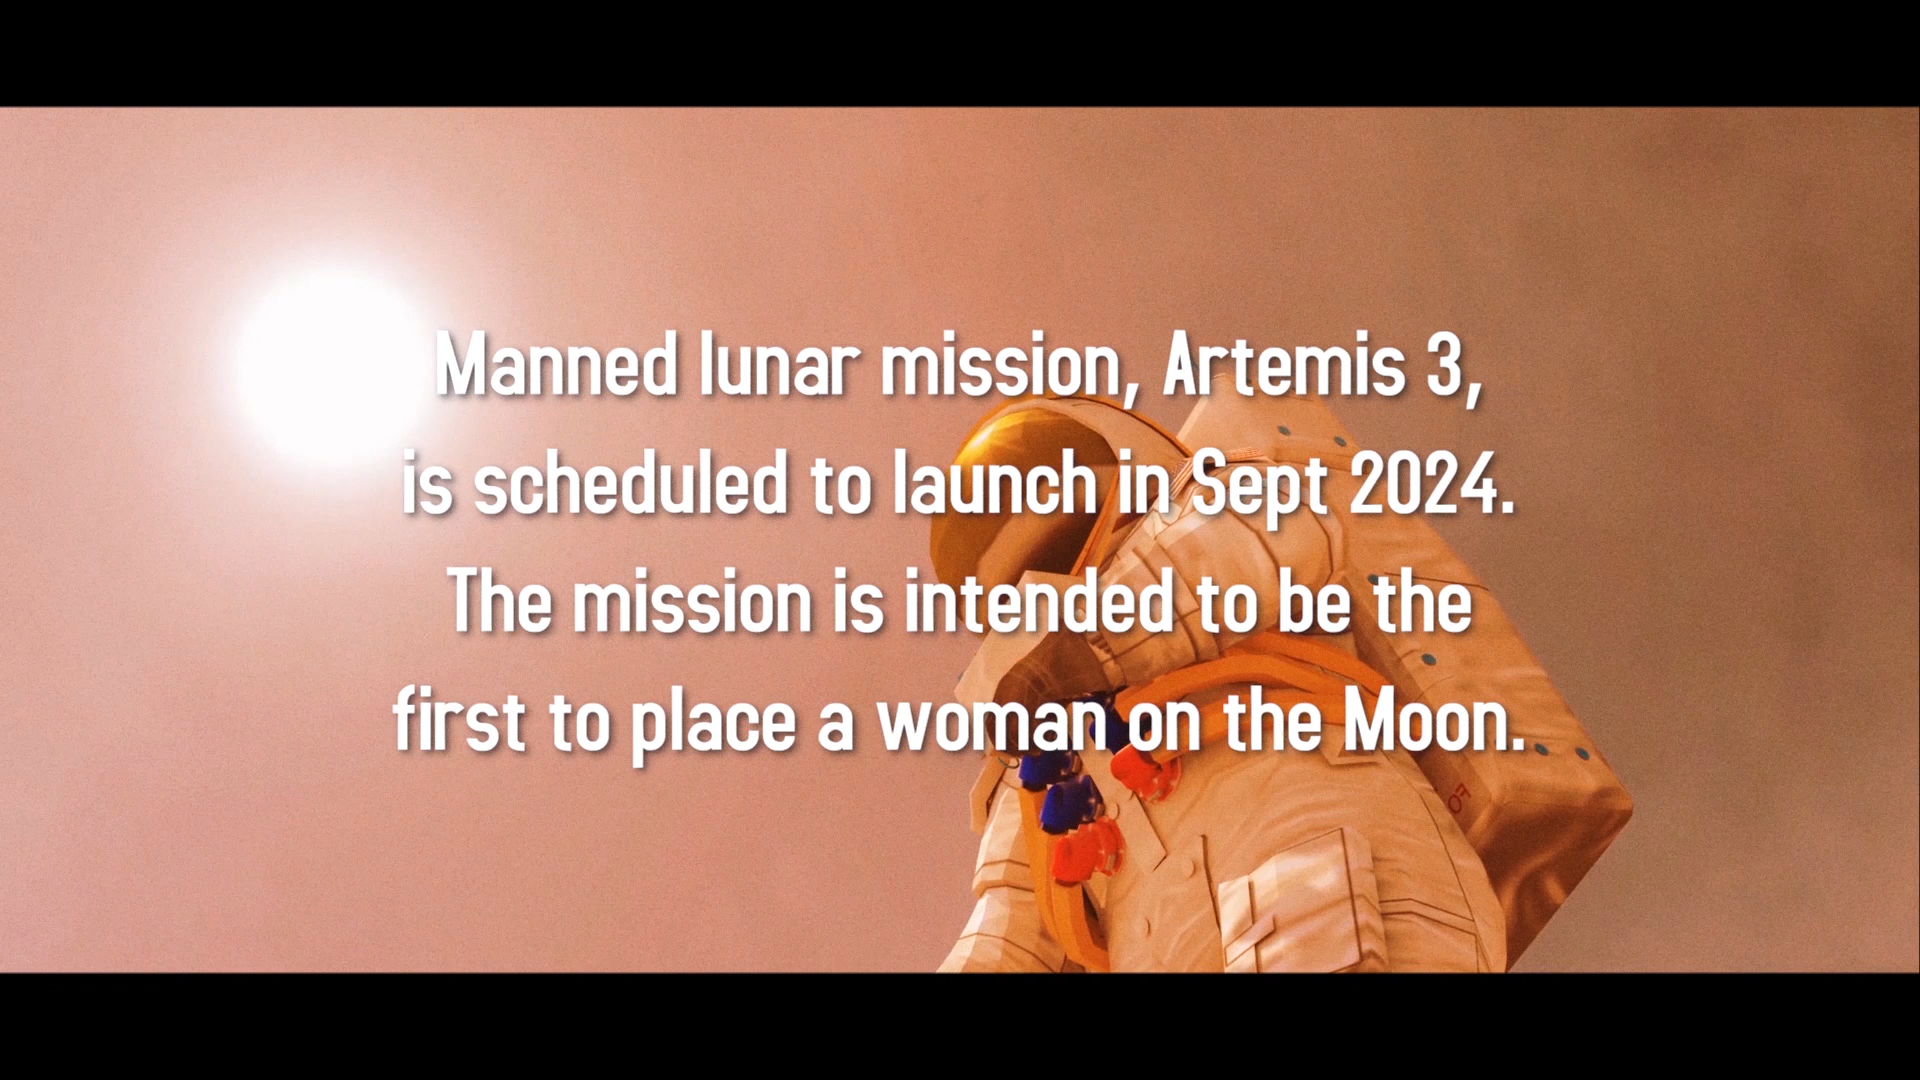 Manned lunar mission, Artemis 3,
is scheduled to launch in Sept 2024.
The mission is intended to be the
first to place a woman on the Moon.